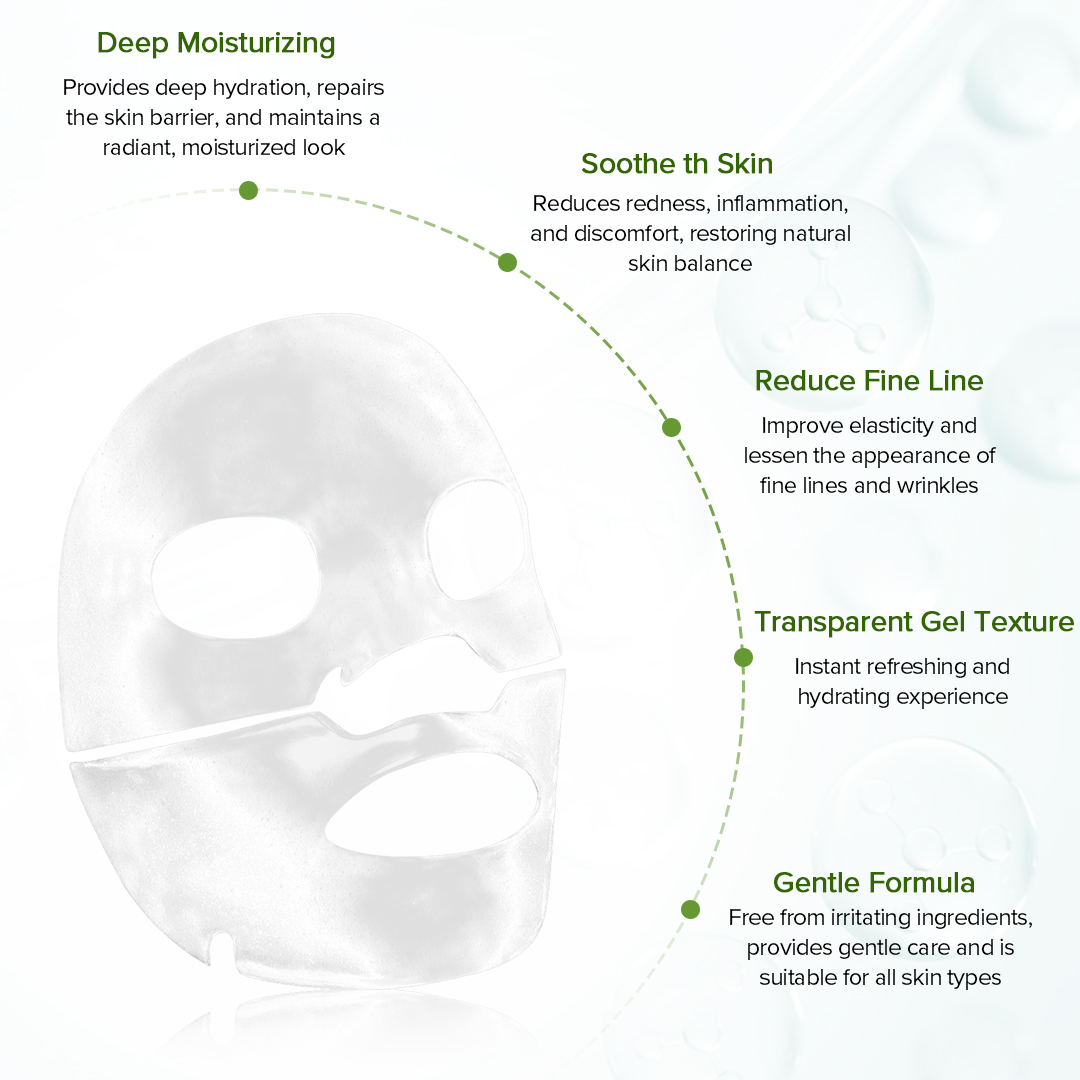 Deep Moisturizing
Provides deep hydration, repairs
the skin barrier, and maintains a
radiant, moisturized look
Soothe th Skin
Reduces redness, inflammation,
and discomfort, restoring natural
skin balance
Reduce Fine Line
Improve elasticity and
lessen the appearance of
fine lines and wrinkles
Transparent Gel Texture
Instant refreshing and
hydrating experience
Gentle Formula
Free from irritating ingredients,
provides gentle care and is
suitable for all skin types